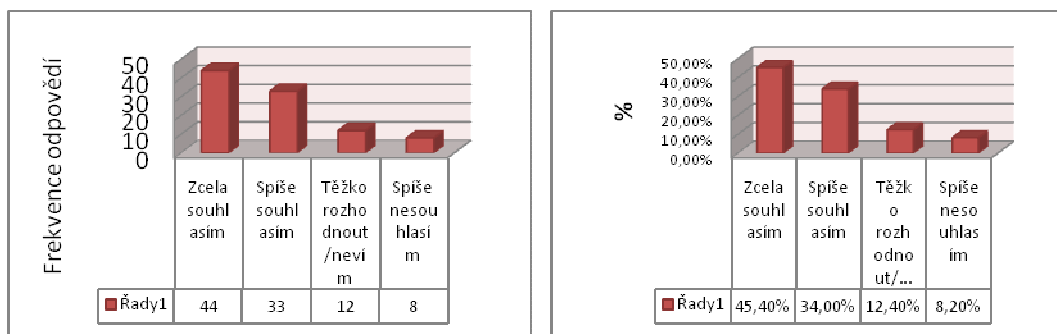 Frekvence odpovědí
50
40
30
20
10
0
Zcela
souhl
asím
Spíše
souhl
asím
Těžko
rozho
dnout
/neví
m
Spíše
nesou
hlasí
m
Řady1
44
33
12
8
%
50,00%
40,00%
30,00%
20,00%
10,00%
0,00%
Zcela
souhl
asím
Spíše
souhl
asím
Těžk
o
rozh
odno
ut/...
Spíše
neso
uhlas
ím
Řady1
45,40%
34,00%
12,40%
8,20%